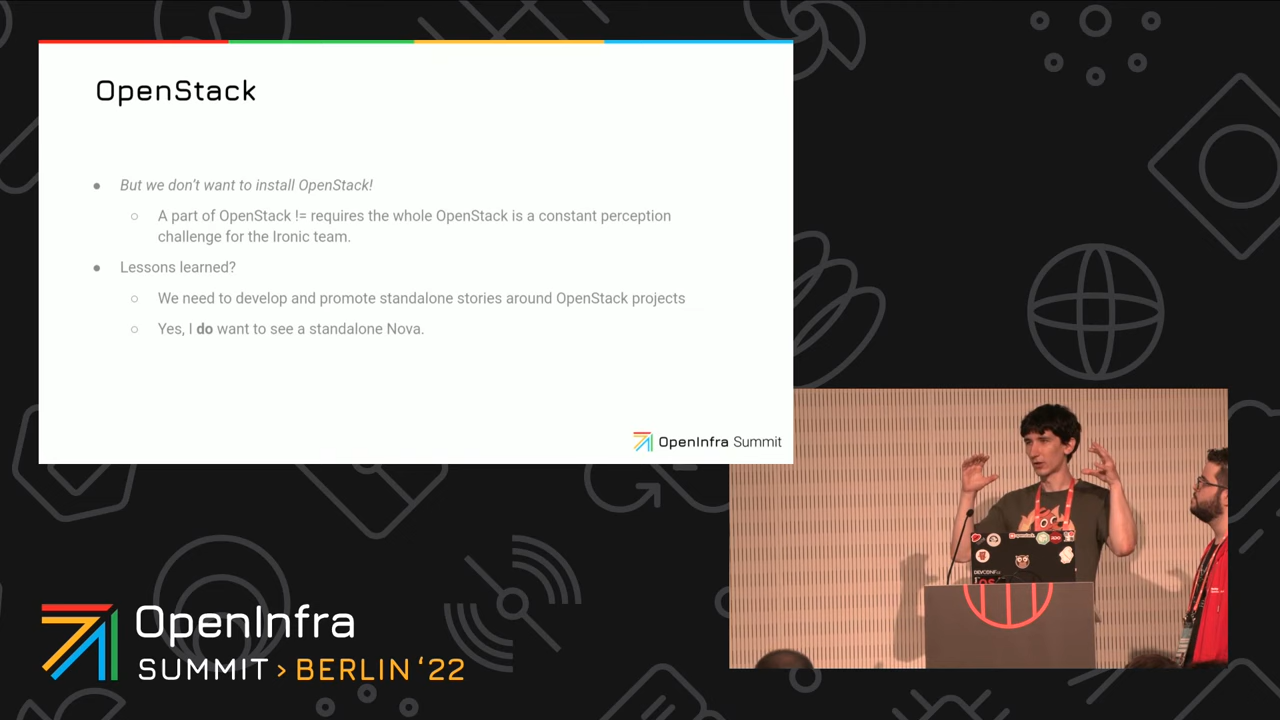 OpenStack
● But we don't want to install OpenStack!
○ A part of OpenStack != requires the whole OpenStack is a constant perception
challenge for the Ironic team.
● Lessons learned?
○ We need to develop and promote standalone stories around OpenStack projects
○ Yes, I do want to see a standalone Nova.
OpenInfra Summit
openstack
DEVCONF
OpenInfra
SUMMIT > BERLIN ‘22